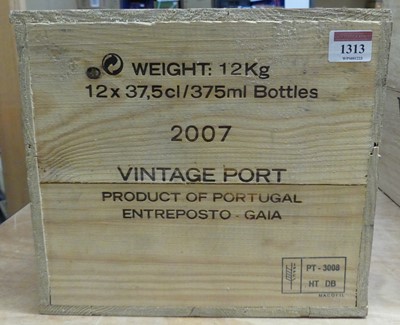 1313
WEIGHT: 12Kg
12 x 37,5cl/375ml Bottles
2007
VINTAGE PORT
PRODUCT OF PORTUGAL
ENTREPOSTO - GAIA
PT - 3008
HT DB